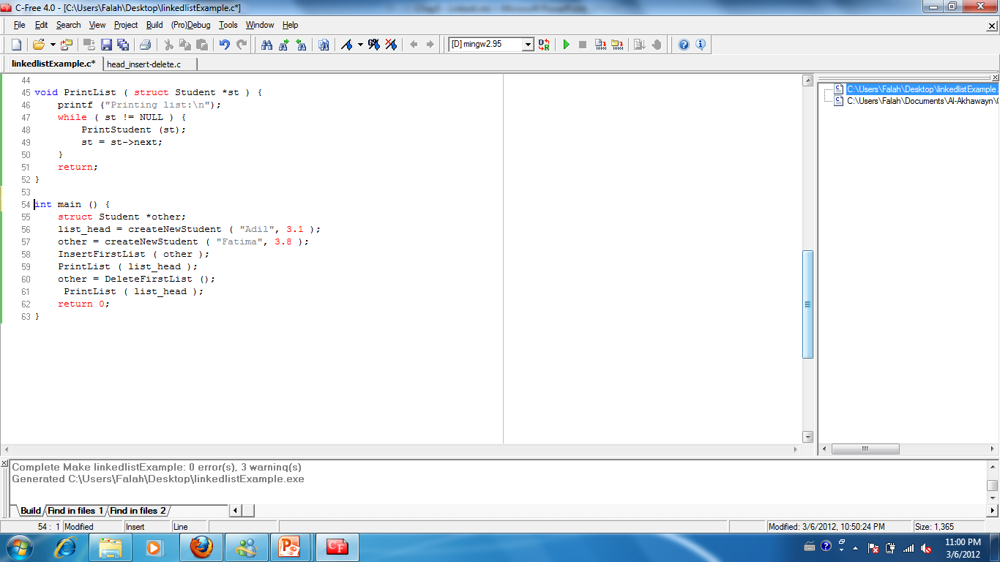 C-Free 4.0 - [C:\Users\Falah\Desktop\linkedlistExample.c*]
File Edit Search View Project Build (Pro)Debug Tools Window Help
[D] mingw2.95
linkedlistExample.c* head_insert-delete.c
44
45 void PrintList ( struct Student *st ) {
46 printf ("Printing list:\n");
47 while ( st != NULL ) {
48 PrintStudent (st);
49 st = st->next;
50 }
51 return;
52 }
53
54 int main () {
55 struct Student *other;
56 list_head = createNewStudent ( "Adil", 3.1 );
57 other = createNewStudent ( "Fatima", 3.8 );
58 InsertFirstList ( other );
59 PrintList ( list_head );
60 other = DeleteFirstList ();
61 PrintList ( list_head );
62 return 0;
63 }
C:\Users\Falah\Desktop\linkedlistExample.
C:\Users\Falah\Documents\Al-Akhawayn\
Complete Make linkedlistExample: 0 error(s), 3 warning(s)
Generated C:\Users\Falah\Desktop\linkedlistExample.exe
Build Find in files 1 Find in files 2
54 : 1 Modified Insert Line Modified: 3/6/2012, 10:50:24 PM Size: 1,365
11:00 PM
3/6/2012